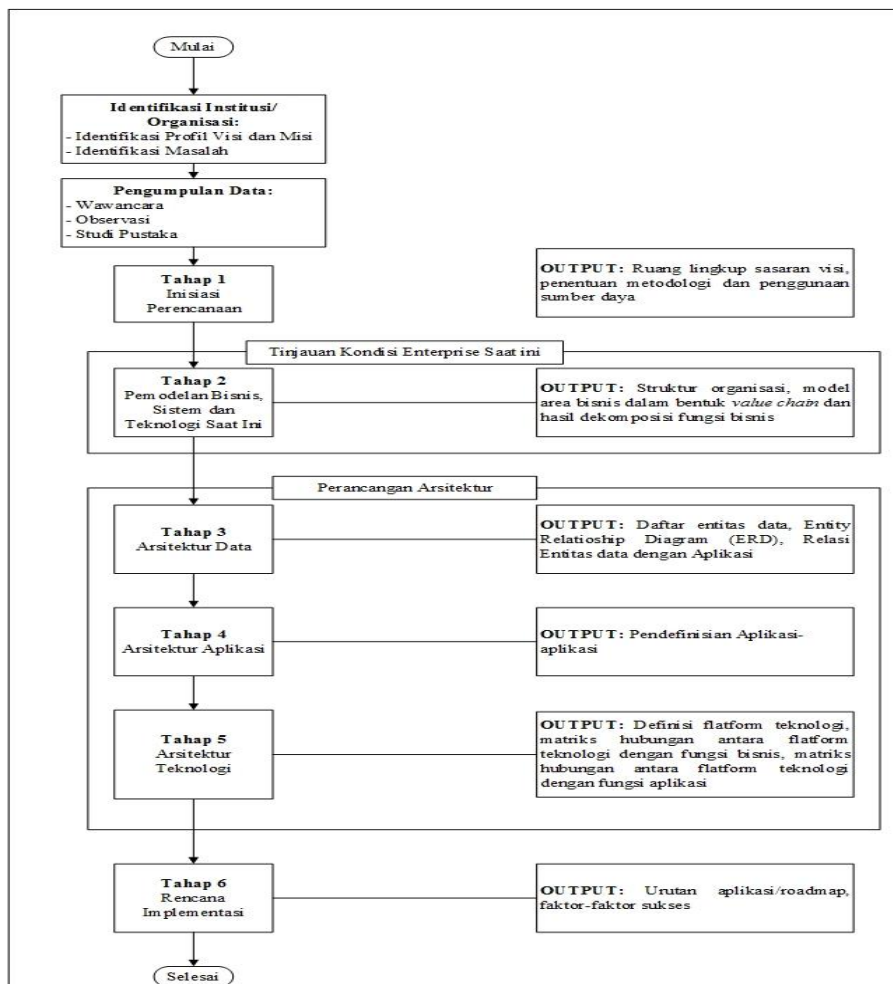 Mulai
Identifikasi Institusi/
Organisasi:
- Identifikasi Profil Visi dan Misi
- Identifikasi Masalah
Pengumpulan Data:
- Wawancara
- Observasi
- Studi Pustaka
Tahap 1
Inisiasi
Perencanaan
OUTPUT: Ruang lingkup sasaran visi,
penentuan metodologi dan penggunaan
sumber daya
Tinjauan Kondisi Enterprise Saat ini
Tahap 2
Pemodelan Bisnis,
Sistem dan
Teknologi Saat Ini
OUTPUT: Struktur organisasi, model
area bisnis dalam bentuk value chain dan
hasil dekomposisi fungsi bisnis
Perancangan Arsitektur
Tahap 3
Arsitektur Data
OUTPUT: Daftar entitas data, Entity
Relatioship Diagram (ERD), Relasi
Entitas data dengan Aplikasi
Tahap 4
Arsitektur Aplikasi
OUTPUT: Pendefinisian Aplikasi-
aplikasi
Tahap 5
Arsitektur
Teknologi
OUTPUT: Definisi flatform teknologi,
matriks hubungan antara flatform
teknologi dengan fungsi bisnis, matriks
hubungan antara flatform teknologi
dengan fungsi aplikasi
Tahap 6
Rencana
Implementasi
OUTPUT: Urutan aplikasi/roadmap,
faktor-faktor sukses
Selesai